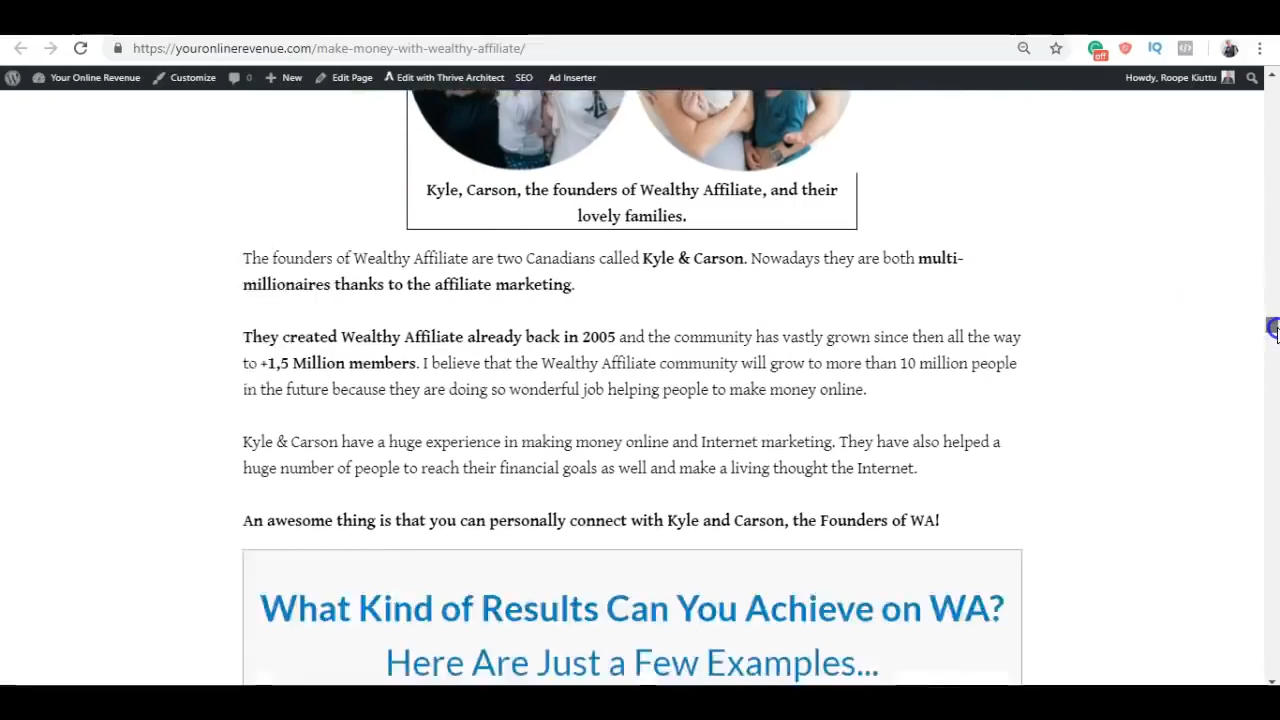 https://youronlinerevenue.com/make-money-with-wealthy-affiliate/
off
IQ
Your Online Revenue
Customize
0
New
Edit Page
Edit with Thrive Architect
SEO
Ad Inserter
Howdy, Roope Kiuttu
Kyle, Carson, the founders of Wealthy Affiliate, and their
lovely families.
The founders of Wealthy Affiliate are two Canadians called Kyle & Carson. Nowadays they are both multi-
millionaires thanks to the affiliate marketing.
They created Wealthy Affiliate already back in 2005 and the community has vastly grown since then all the way
to +1,5 Million members. I believe that the Wealthy Affiliate community will grow to more than 10 million people
in the future because they are doing so wonderful job helping people to make money online.
Kyle & Carson have a huge experience in making money online and Internet marketing. They have also helped a
huge number of people to reach their financial goals as well and make a living thought the Internet.
An awesome thing is that you can personally connect with Kyle and Carson, the Founders of WA!
What Kind of Results Can You Achieve on WA?
Here Are Just a Few Examples...